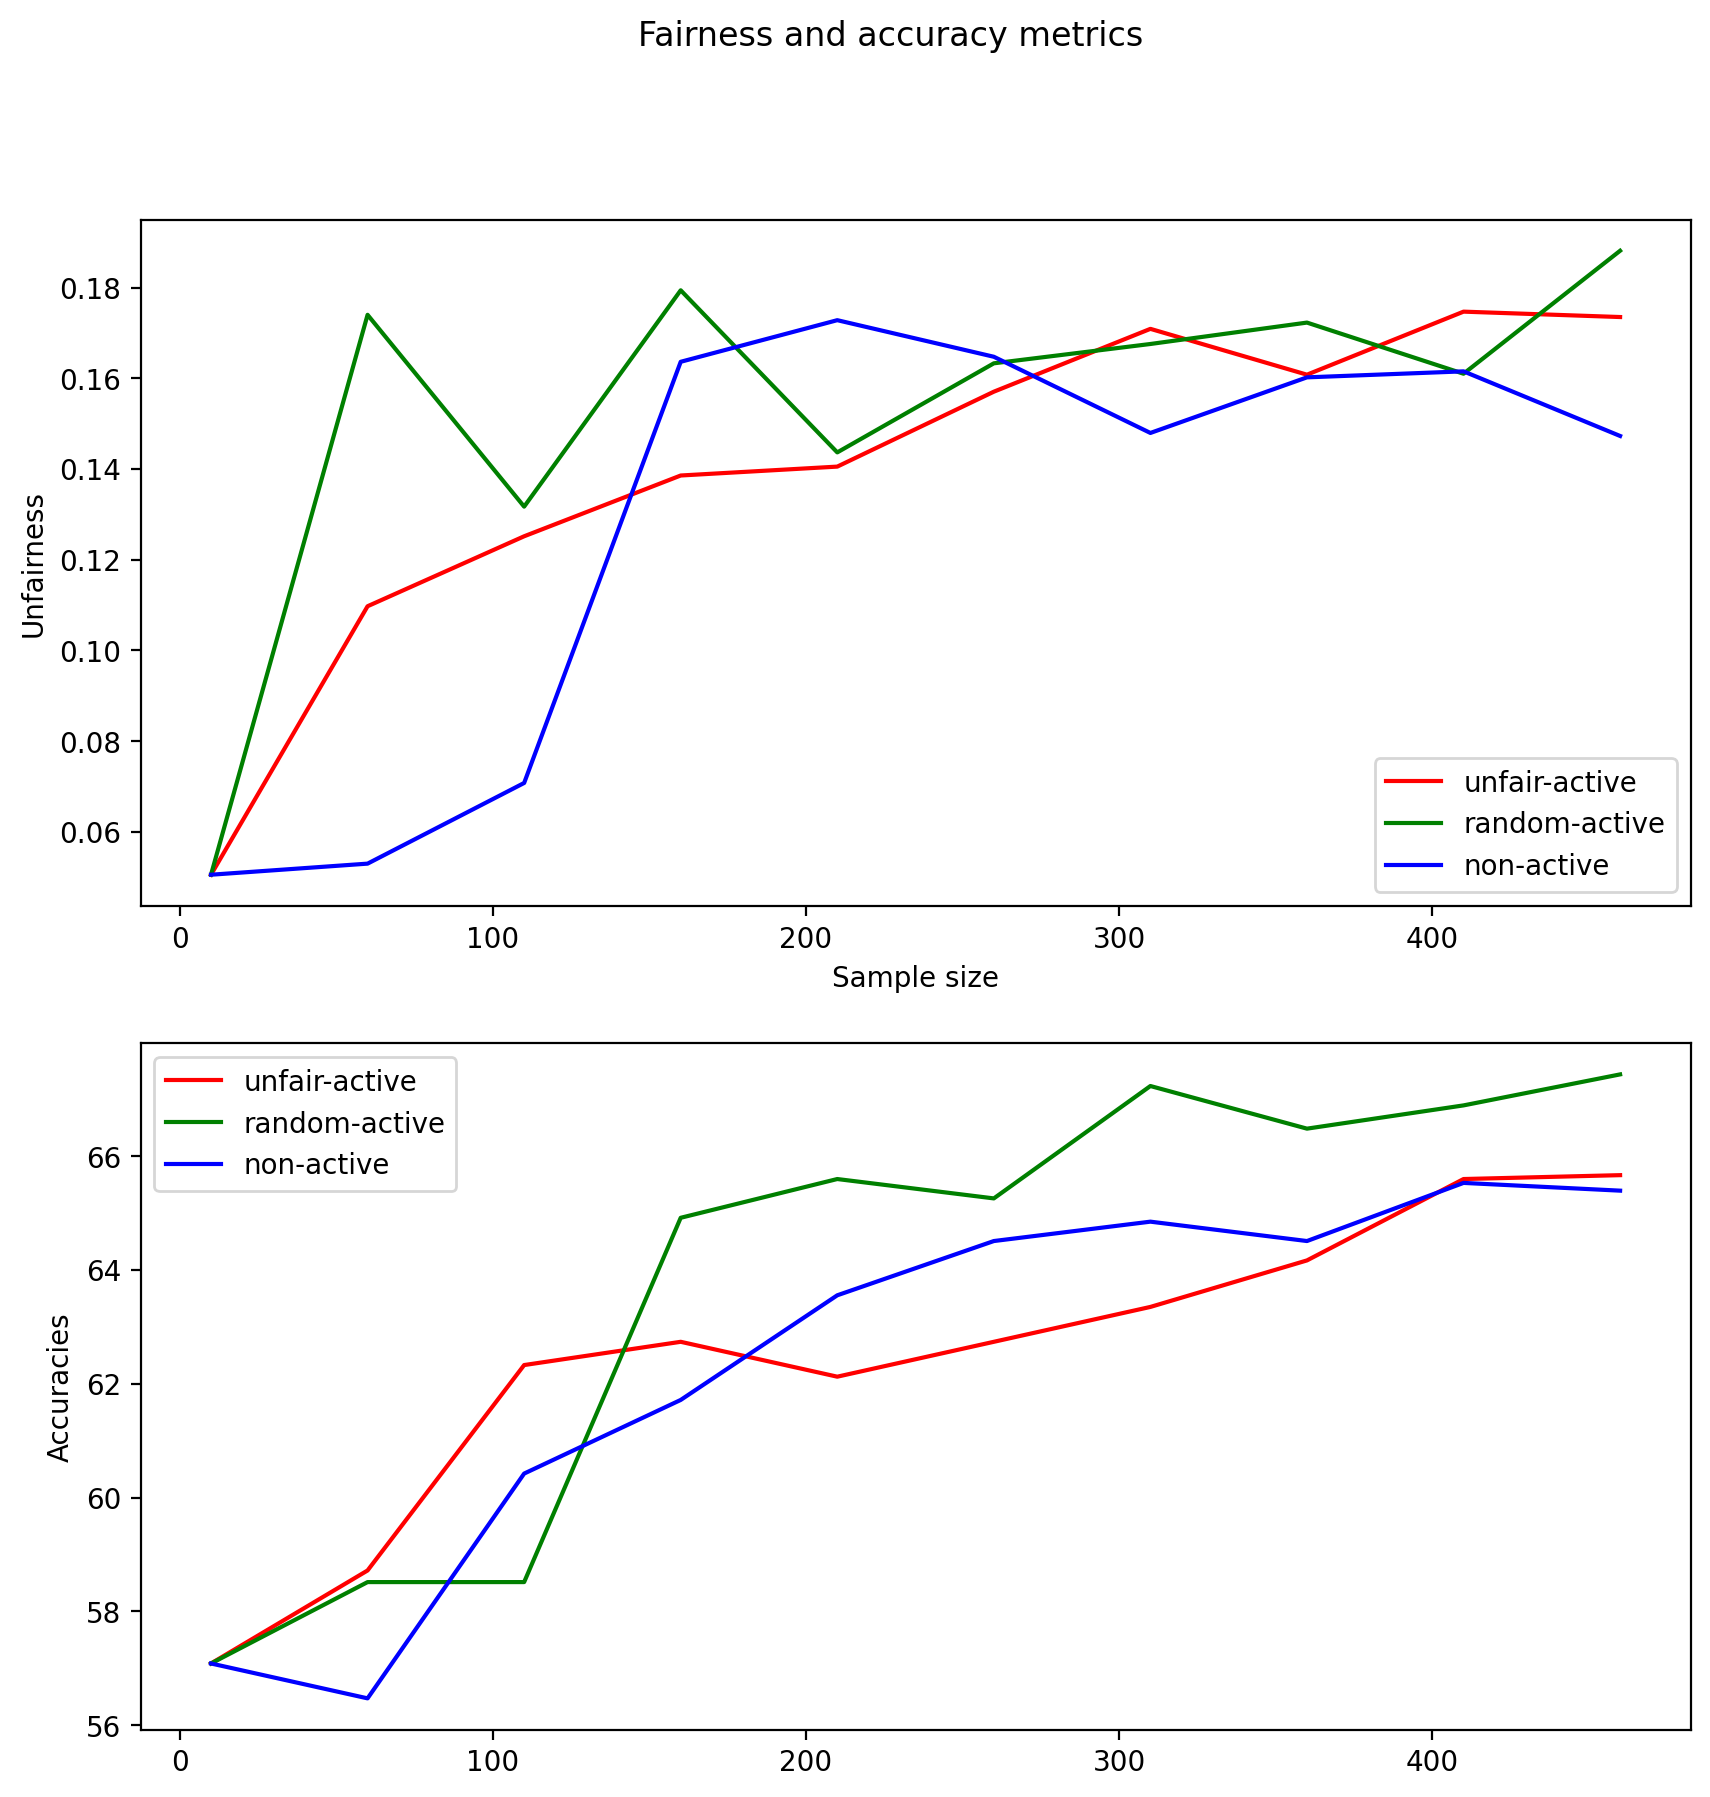 Fairness and accuracy metrics
0.18
0.16
0.14
0.12
0.10
0.08
0.06
Unfairness
unfair-active
random-active
non-active
0 100 200 300 400
Sample size
unfair-active
random-active
non-active
66
64
62
60
58
56
Accuracies
0 100 200 300 400